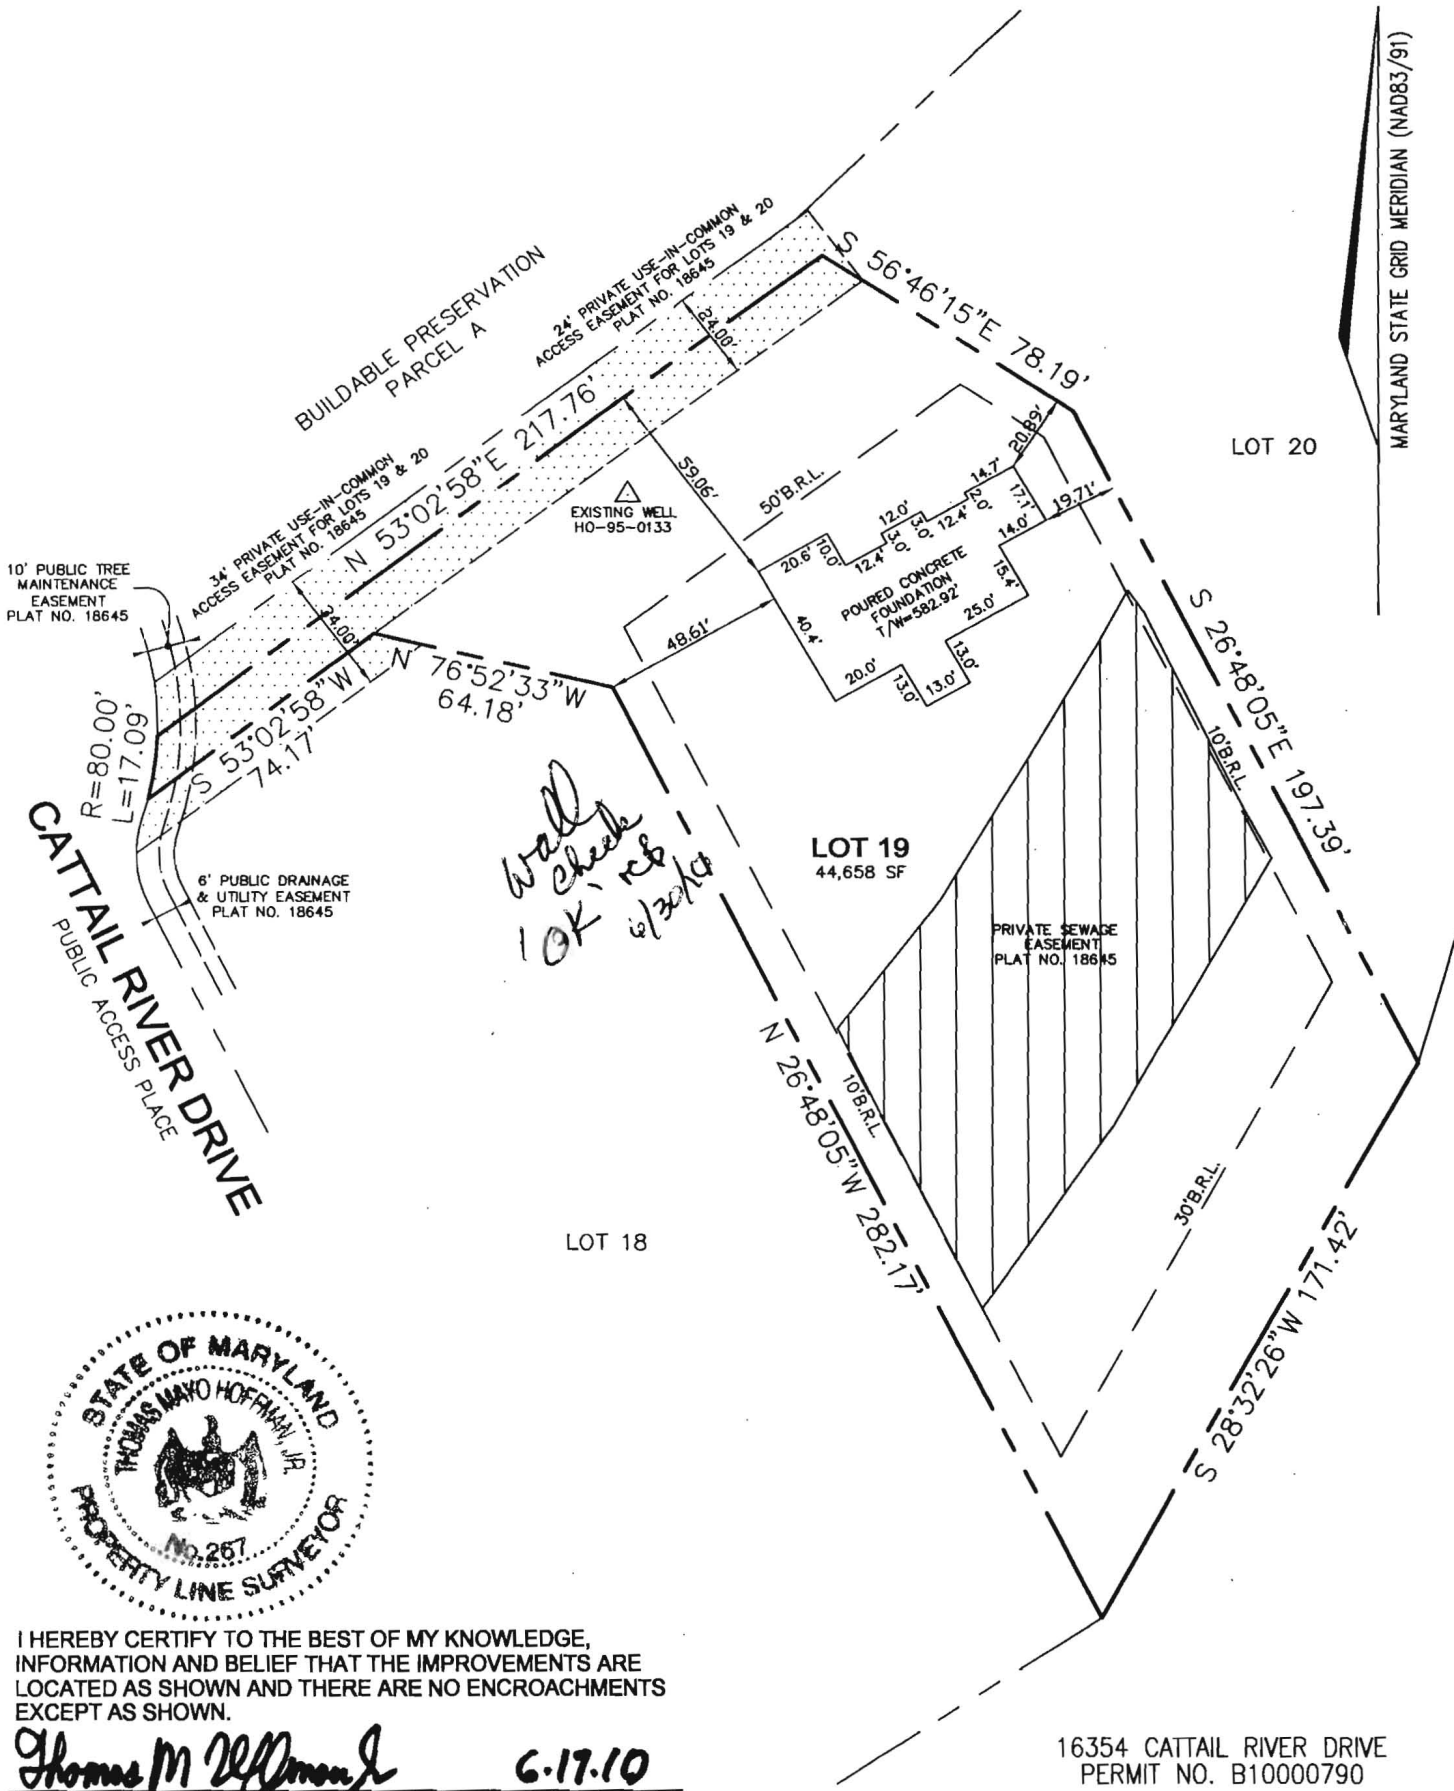 MARYLAND STATE GRID MERIDIAN (NAD83/91)
BUILDABLE PRESERVATION
PARCEL A
24' PRIVATE USE-IN-COMMON
ACCESS EASEMENT FOR LOTS 19 & 20
PLAT NO. 18645
24.00'
S 56°46'15"E 78.19'
LOT 20
34' PRIVATE USE-IN-COMMON
ACCESS EASEMENT FOR LOTS 19 & 20
PLAT NO. 18645
N 53°02'58"E 217.76'
59.06'
EXISTING WELL
HO-95-0133
50'B.R.L.
20.89'
14.7'
17.1'
19.71'
14.0'
2.0'
12.4'
3.0'
12.0'
3.0'
12.4'
10.0'
20.6'
POURED CONCRETE
FOUNDATION
T/W=582.92'
15.4'
25.0'
13.0'
13.0'
13.0'
20.0'
40.4'
48.61'
10' PUBLIC TREE
MAINTENANCE
EASEMENT
PLAT NO. 18645
24.00'
N 76°52'33"W
64.18'
S 53°02'58"W
74.17'
R=80.00'
L=17.09'
S 26°48'05"E 197.39'
10'B.R.L.
wall
check
OK
6/30/10
LOT 19
44,658 SF
6' PUBLIC DRAINAGE
& UTILITY EASEMENT
PLAT NO. 18645
CATTAIL RIVER DRIVE
PUBLIC ACCESS PLACE
PRIVATE SEWAGE
EASEMENT
PLAT NO. 18645
N 26°48'05"W 282.17'
10'B.R.L.
30'B.R.L.
LOT 18
S 28°32'26"W 171.42'
STATE OF MARYLAND
THOMAS MAYO HOFFMAN, JR.
No. 267
PROPERTY LINE SURVEYOR
I HEREBY CERTIFY TO THE BEST OF MY KNOWLEDGE,
INFORMATION AND BELIEF THAT THE IMPROVEMENTS ARE
LOCATED AS SHOWN AND THERE ARE NO ENCROACHMENTS
EXCEPT AS SHOWN.
Thomas M Hoffman Jr 6.17.10
16354 CATTAIL RIVER DRIVE
PERMIT NO. B10000790